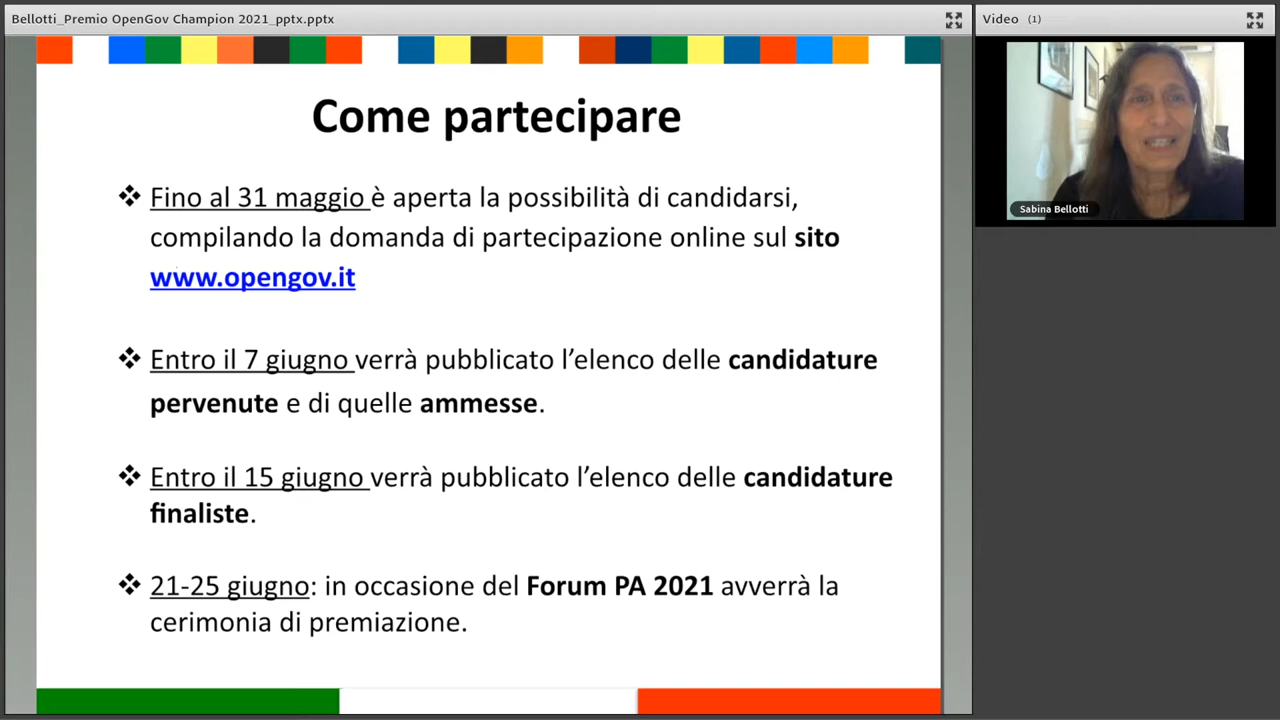 Bellotti_Premio OpenGov Champion 2021_pptx.pptx
Video (1)
Sabina Bellotti
Come partecipare
❖ Fino al 31 maggio è aperta la possibilità di candidarsi,
compilando la domanda di partecipazione online sul sito
www.opengov.it
❖ Entro il 7 giugno verrà pubblicato l’elenco delle candidature
pervenute e di quelle ammesse.
❖ Entro il 15 giugno verrà pubblicato l’elenco delle candidature
finaliste.
❖ 21-25 giugno: in occasione del Forum PA 2021 avverrà la
cerimonia di premiazione.